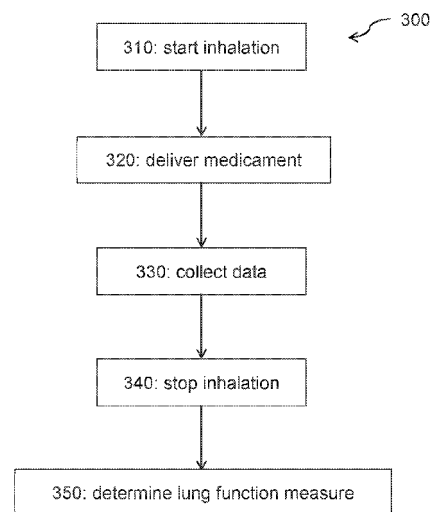 300
310: start inhalation
320: deliver medicament
330: collect data
340: stop inhalation
350: determine lung function measure